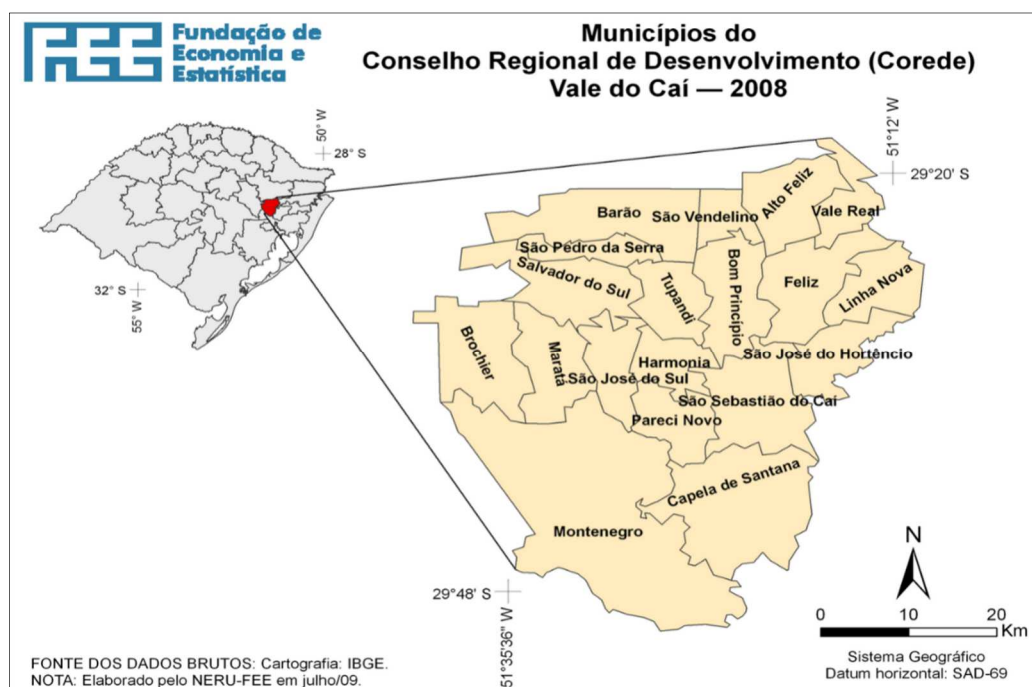 FEE
Fundação de
Economia e
Estatística
Municípios do
Conselho Regional de Desenvolvimento (Corede)
Vale do Caí — 2008
50° W
28° S
32° S
55° W
51°12' W
29°20' S
Alto Feliz
Barão
São Vendelino
Vale Real
São Pedro da Serra
Salvador do Sul
Tupandi
Bom Principio
Feliz
Linha Nova
Brochier
Maratá
Harmonia
São José do Hortêncio
São José do Sul
São Sebastião do Caí
Pareci Novo
Capela de Santana
Montenegro
29°48' S
51°35'36" W
N
0 10 20
Km
Sistema Geográfico
Datum horizontal: SAD-69
FONTE DOS DADOS BRUTOS: Cartografia: IBGE.
NOTA: Elaborado pelo NERU-FEE em julho/09.